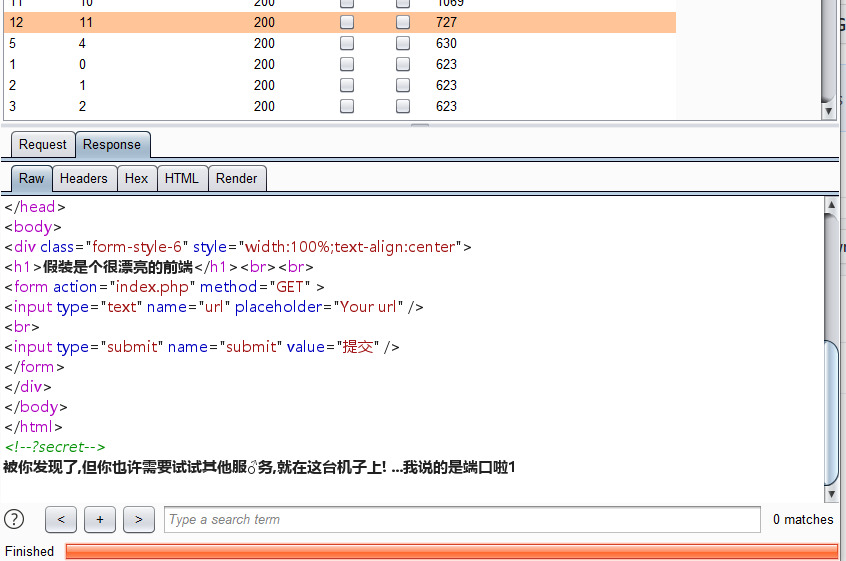 11 10 200 1069
12 11 200 727
5 4 200 630
1 0 200 623
2 1 200 623
3 2 200 623
Request Response
Raw Headers Hex HTML Render
</head>
<body>
<div class="form-style-6" style="width:100%;text-align:center">
<h1>假装是个很漂亮的前端</h1><br><br>
<form action="index.php" method="GET" >
<input type="text" name="url" placeholder="Your url" />
<br>
<input type="submit" name="submit" value="提交" />
</form>
</div>
</body>
</html>
<!--?secret-->
被你发现了,但你也许需要试试其他服♂务,就在这台机子上! ...我说的是端口啦1
? < + > Type a search term 0 matches
Finished